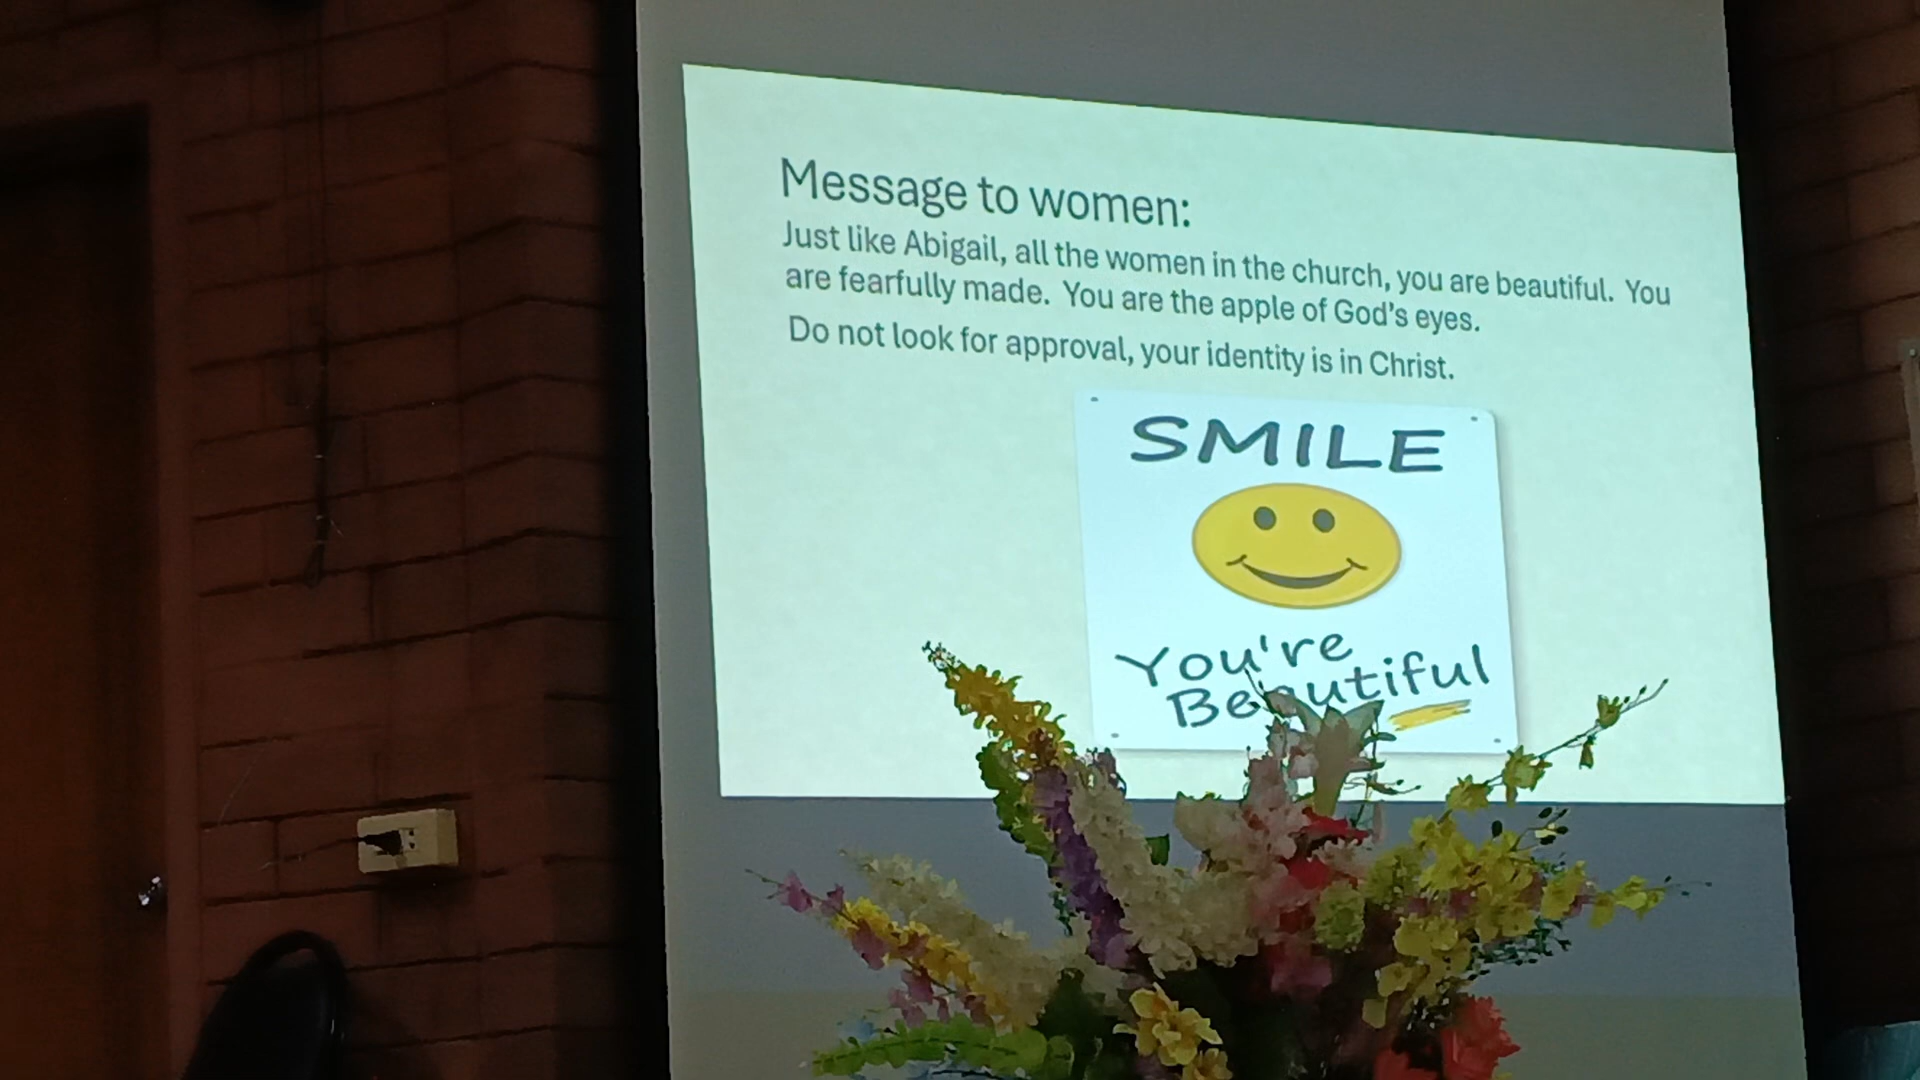 Message to women:
Just like Abigail, all the women in the church, you are beautiful. You
are fearfully made. You are the apple of God's eyes.
Do not look for approval, your identity is in Christ.
SMILE
You're
Beautiful